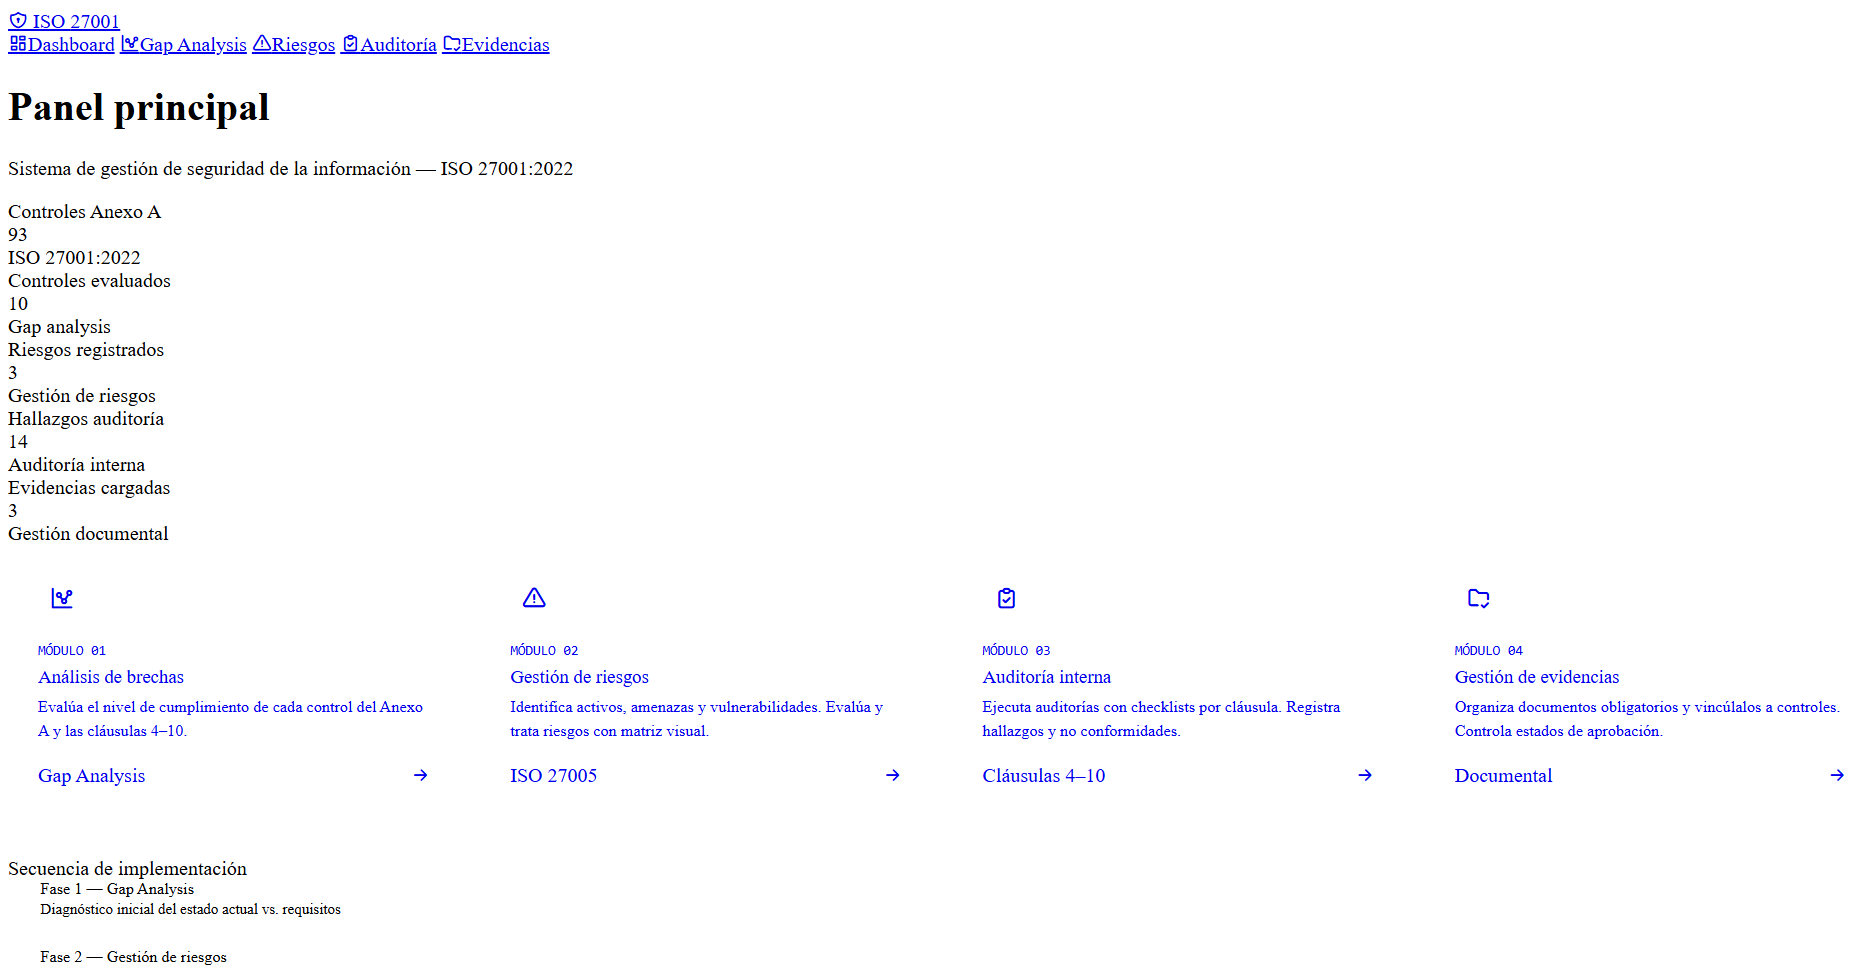 ISO 27001
Dashboard Gap Analysis Riesgos Auditoría Evidencias
Panel principal
Sistema de gestión de seguridad de la información — ISO 27001:2022
Controles Anexo A
93
ISO 27001:2022
Controles evaluados
10
Gap analysis
Riesgos registrados
3
Gestión de riesgos
Hallazgos auditoría
14
Auditoría interna
Evidencias cargadas
3
Gestión documental
MÓDULO 01
Análisis de brechas
Evalúa el nivel de cumplimiento de cada control del Anexo
A y las cláusulas 4–10.
Gap Analysis
MÓDULO 02
Gestión de riesgos
Identifica activos, amenazas y vulnerabilidades. Evalúa y
trata riesgos con matriz visual.
ISO 27005
MÓDULO 03
Auditoría interna
Ejecuta auditorías con checklists por cláusula. Registra
hallazgos y no conformidades.
Cláusulas 4–10
MÓDULO 04
Gestión de evidencias
Organiza documentos obligatorios y vincúlalos a controles.
Controla estados de aprobación.
Documental
Secuencia de implementación
Fase 1 — Gap Analysis
Diagnóstico inicial del estado actual vs. requisitos
Fase 2 — Gestión de riesgos